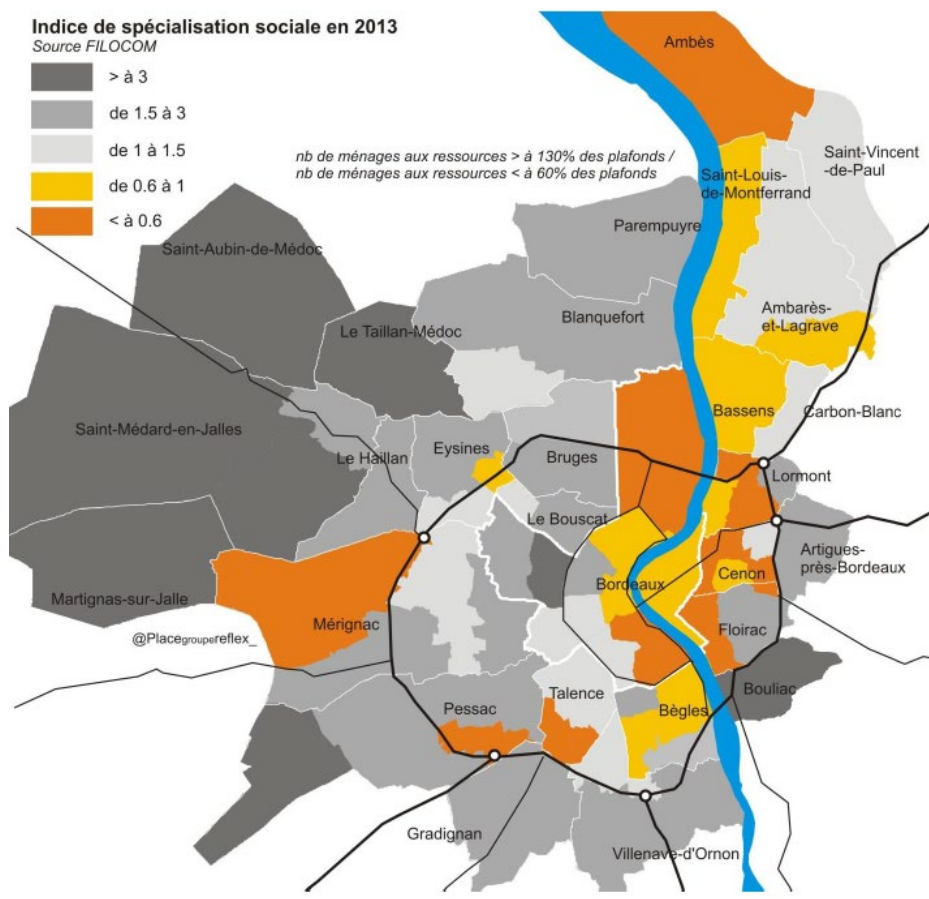 Indice de spécialisation sociale en 2013
Source FILOCOM
> à 3
de 1.5 à 3
de 1 à 1.5
de 0.6 à 1
< à 0.6
nb de ménages aux ressources > à 130% des plafonds /
nb de ménages aux ressources < à 60% des plafonds
Ambès
Saint-Vincent
-de-Paul
Saint-Louis-
de-Montferrand
Parempuyre
Saint-Aubin-de-Médoc
Ambarès-
et-Lagrave
Blanquefort
Le Taillan-Médoc
Bassens
Carbon-Blanc
Saint-Médard-en-Jalles
Eysines
Le Haillan
Bruges
Lormont
Le Bouscat
Artigues-
près-Bordeaux
Cenon
Bordeaux
Martignas-sur-Jalle
Mérignac
Floirac
@Placegroupereflex_
Bouliac
Talence
Pessac
Bègles
Gradignan
Villenave-d'Ornon